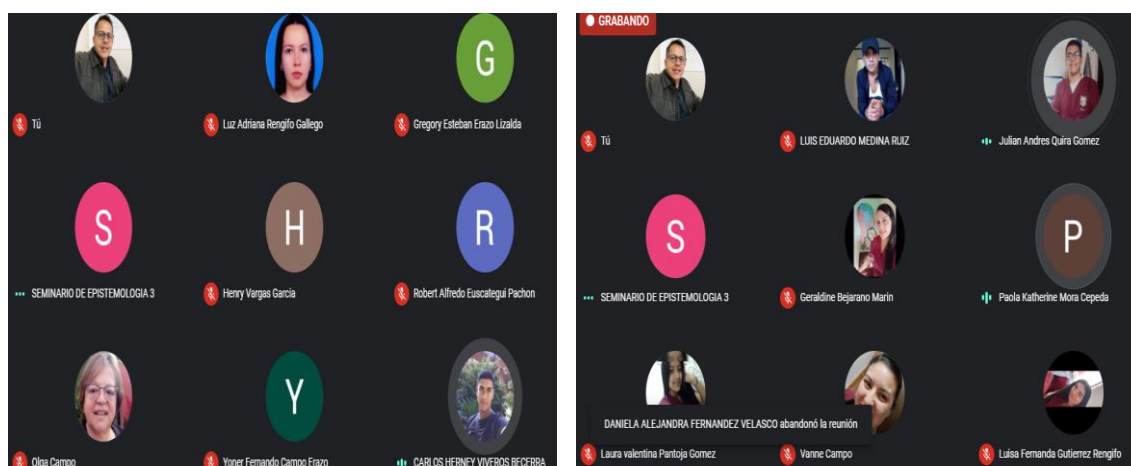 G
Tú
Luz Adriana Rengifo Gallego
Gregory Esteban Erazo Lizalda
S
H
R
SEMINARIO DE EPISTEMOLOGIA 3
Henry Vargas Garcia
Robert Alfredo Euscategui Pachon
Y
Olga Campo
Yoner Fernando Campo Erazo
CARLOS HERNEY VIVEROS BECERRA
GRABANDO
Tú
LUIS EDUARDO MEDINA RUIZ
Julian Andres Quira Gomez
S
P
SEMINARIO DE EPISTEMOLOGIA 3
Geraldine Bejarano Marin
Paola Katherine Mora Cepeda
DANIELA ALEJANDRA FERNANDEZ VELASCO abandonó la reunión
Laura valentina Pantoja Gomez
Vanne Campo
Luisa Fernanda Gutierrez Rengifo